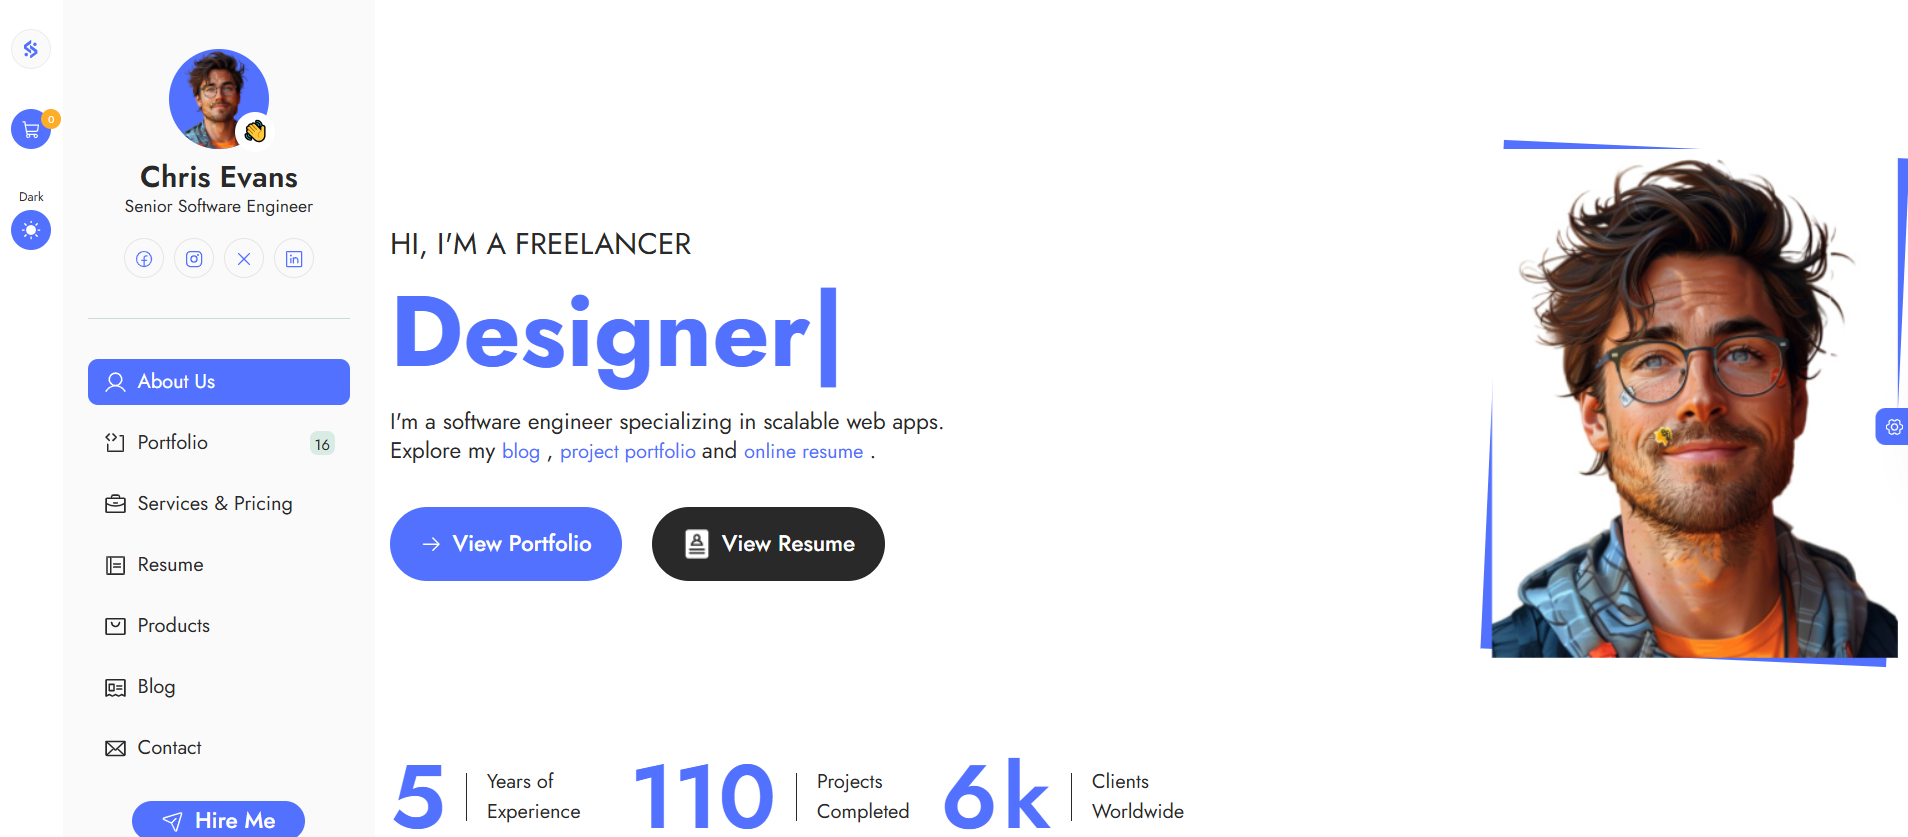 0
Dark
Chris Evans
Senior Software Engineer
About Us
Portfolio 16
Services & Pricing
Resume
Products
Blog
Contact
Hire Me
HI, I'M A FREELANCER
Designer|
I'm a software engineer specializing in scalable web apps.
Explore my blog , project portfolio and online resume .
View Portfolio
View Resume
5 Years of
Experience
110 Projects
Completed
6k Clients
Worldwide